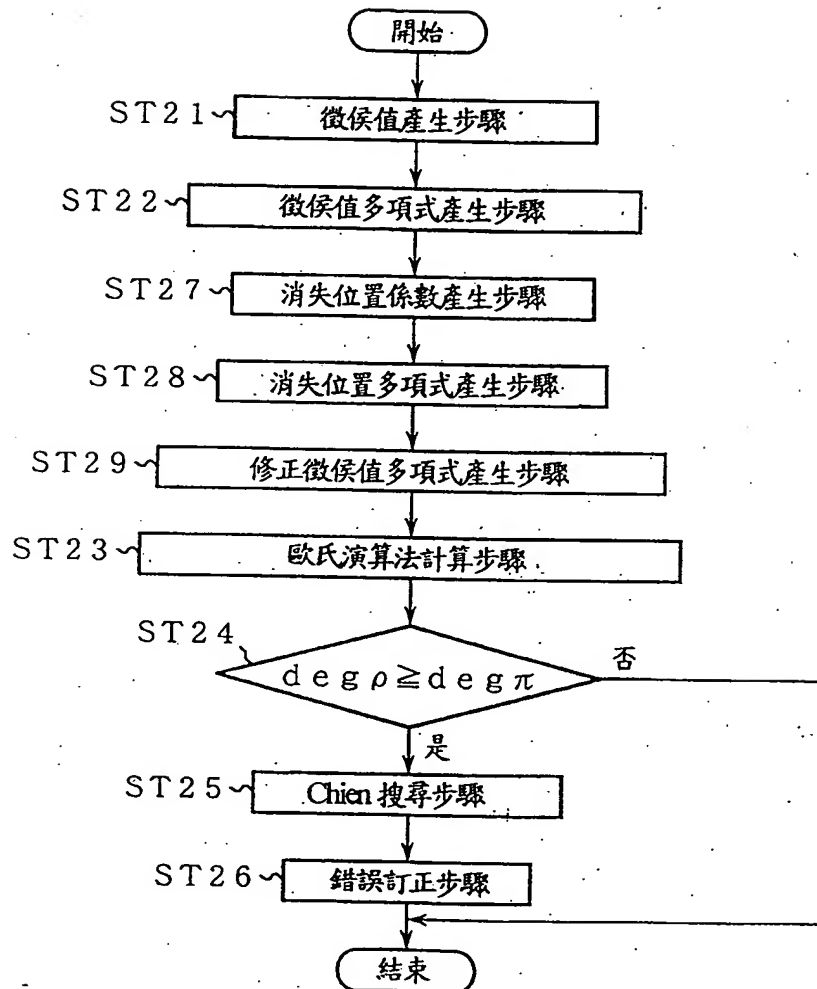 開始
ST21
徵侯值產生步驟
ST22
徵侯值多項式產生步驟
ST27
消失位置係數產生步驟
ST28
消失位置多項式產生步驟
ST29
修正徵侯值多項式產生步驟
ST23
歐氏演算法計算步驟
ST24
deg ρ≧deg π
否
是
ST25
Chien 搜尋步驟
ST26
錯誤訂正步驟
結束